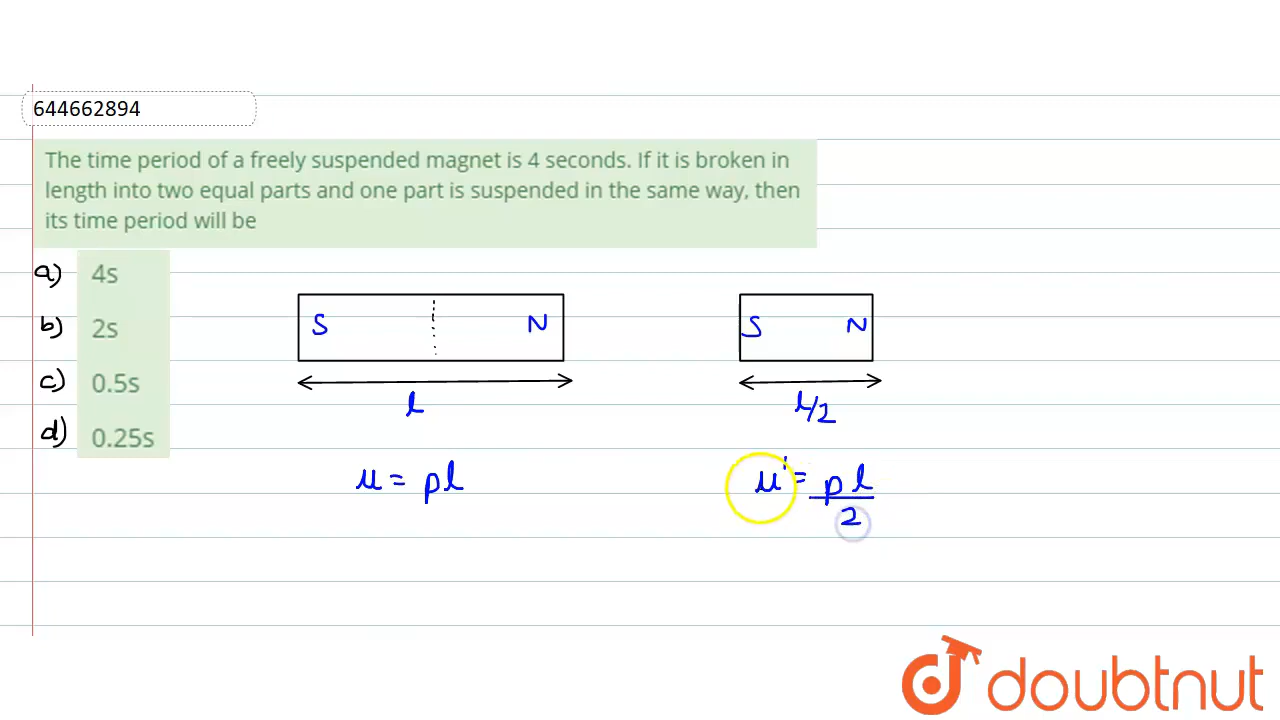 644662894
The time period of a freely suspended magnet is 4 seconds. If it is broken in
length into two equal parts and one part is suspended in the same way, then
its time period will be
a) 4s
b) 2s
c) 0.5s
d) 0.25s
S N
l
μ = pl
S N
l/2
μ' = pl/2
doubtnut